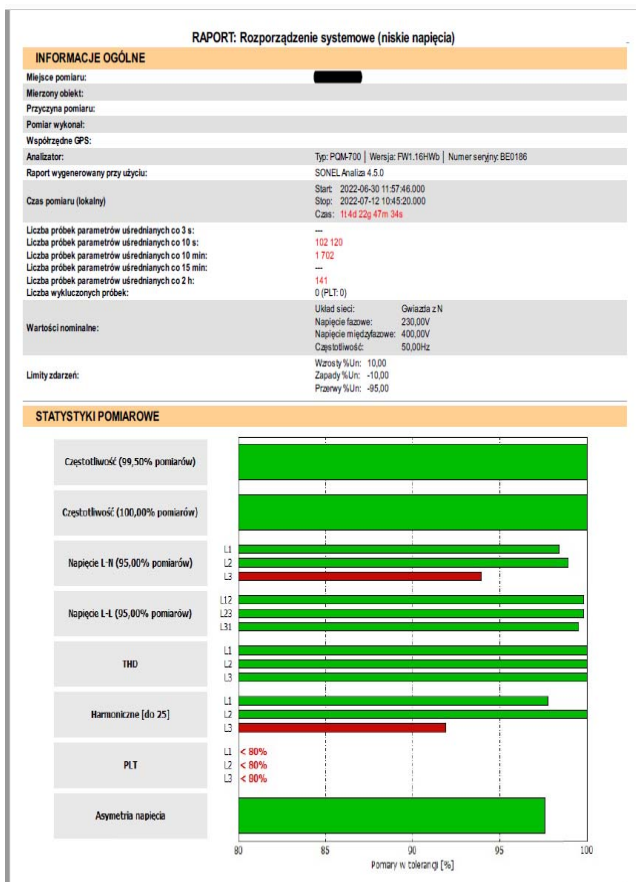 RAPORT: Rozporządzenie systemowe (niskie napięcia)
INFORMACJE OGÓLNE
Miejsce pomiaru:
Mierzony obiekt:
Przyczyna pomiaru:
Pomiar wykonał:
Współrzędne GPS:
Analizator: Typ: PQM-700 | Wersja: FW1.16HWb | Numer seryjny: BE0186
Raport wygenerowany przy użyciu: SONEL Analiza 4.5.0
Czas pomiaru (lokalny)
Start: 2022-06-30 11:57:46.000
Stop: 2022-07-12 10:45:20.000
Czas: 1t 4d 22g 47m 34s
Liczba próbek parametrów uśrednianych co 3 s: ---
Liczba próbek parametrów uśrednianych co 10 s: 102 120
Liczba próbek parametrów uśrednianych co 10 min: 1 702
Liczba próbek parametrów uśrednianych co 15 min: ---
Liczba próbek parametrów uśrednianych co 2 h: 141
Liczba wykluczonych próbek: 0 (PLT: 0)
Wartości nominalne:
Układ sieci: Gwiazda z N
Napięcie fazowe: 230,00V
Napięcie międzyfazowe: 400,00V
Częstotliwość: 50,00Hz
Limity zdarzeń:
Wzrosty %Un: 10,00
Zapady %Un: -10,00
Przerwy %Un: -95,00
STATYSTYKI POMIAROWE
Częstotliwość (99,50% pomiarów)
Częstotliwość (100,00% pomiarów)
Napięcie L-N (95,00% pomiarów)
L1
L2
L3
Napięcie L-L (95,00% pomiarów)
L12
L23
L31
THD
L1
L2
L3
Harmoniczne [do 25]
L1
L2
L3
PLT
L1 < 80%
L2 < 80%
L3 < 80%
Asymetria napięcia
80 85 90 95 100
Pomiary w tolerancji [%]